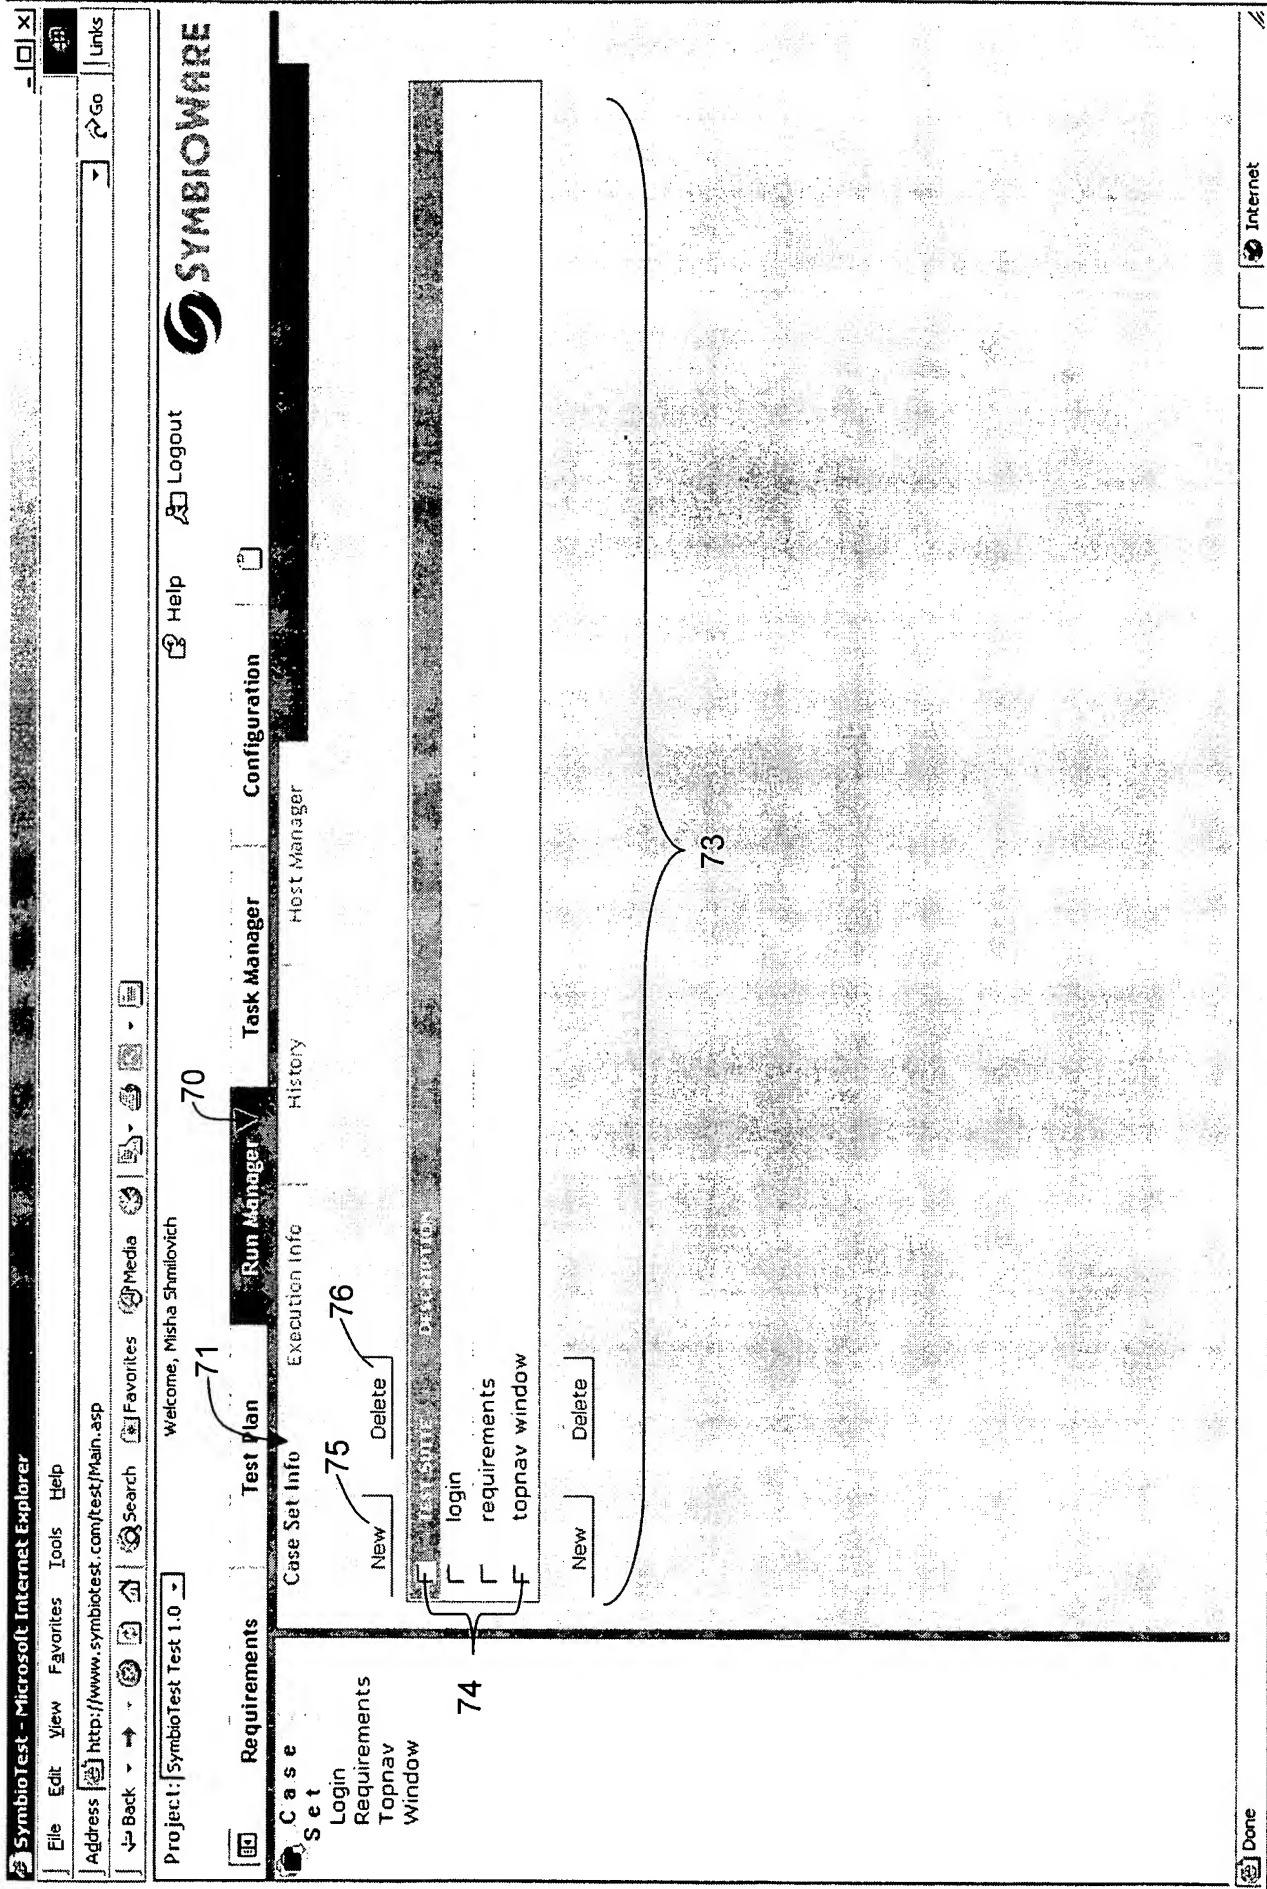 SymbioTest - Microsoft Internet Explorer
File Edit View Favorites Tools Help
Address http://www.symbiotest.com/test/Main.asp Go Links
Back Search Favorites Media
Project: SymbioTest Test 1.0 Welcome, Misha Shmilovich Help Logout SYMBIOWARE
70
Requirements Test Plan Run Manager Task Manager Configuration
71
Case Set Info Execution Info History Host Manager
Case
Set
Login
Requirements
Topnav
Window
75 76
New Delete
TEST SUITE DESCRIPTION
login
requirements
topnav window
74
New Delete
73
Done Internet